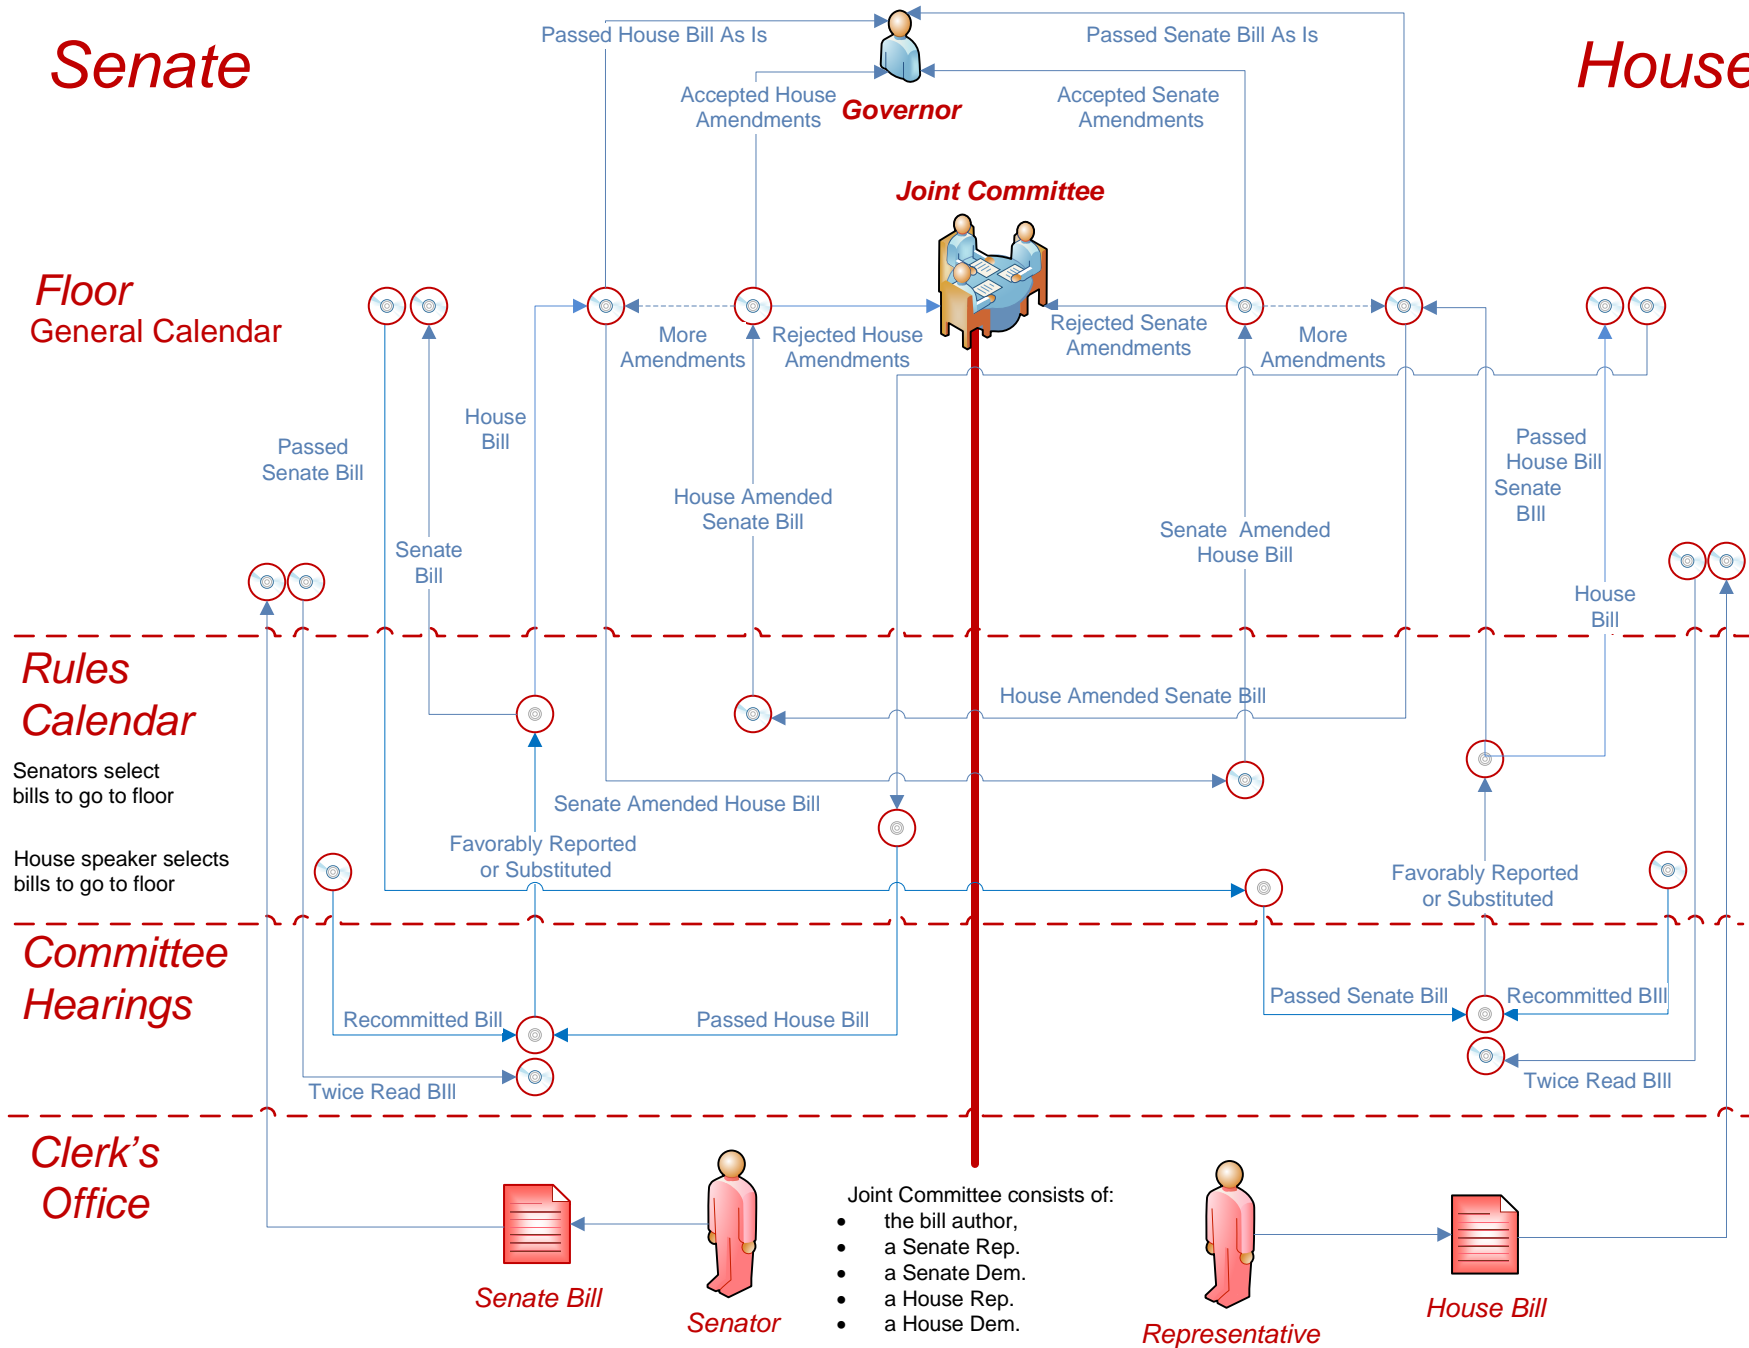 Senate
House
Passed House Bill As Is
Passed Senate Bill As Is
Accepted House
Amendments
Governor
Accepted Senate
Amendments
Joint Committee
Floor
General Calendar
More
Amendments
Rejected House
Amendments
Rejected Senate
Amendments
More
Amendments
Passed
Senate Bill
House
Bill
Passed
House Bill
Senate
BIll
House Amended
Senate Bill
Senate Amended
House Bill
Senate
Bill
House
Bill
Rules
Calendar
House Amended Senate Bill
Senators select
bills to go to floor
Senate Amended House Bill
House speaker selects
bills to go to floor
Favorably Reported
or Substituted
Favorably Reported
or Substituted
Committee
Hearings
Recommitted Bill
Passed House Bill
Passed Senate Bill
Recommitted BIll
Twice Read BIll
Twice Read BIll
Clerk's
Office
Senate Bill
Senator
Joint Committee consists of:
• the bill author,
• a Senate Rep.
• a Senate Dem.
• a House Rep.
• a House Dem.
Representative
House Bill